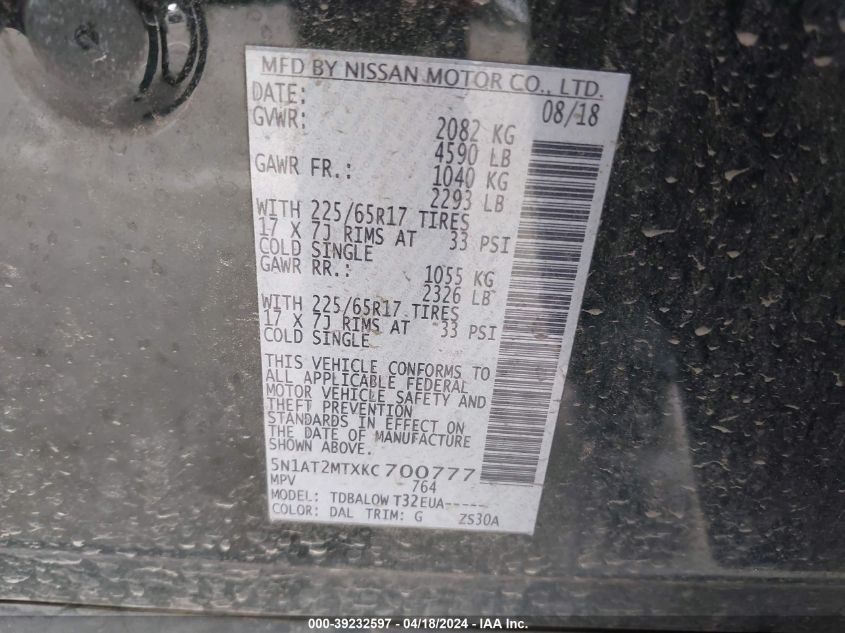 MFD BY NISSAN MOTOR CO., LTD.
DATE: 08/18
GVWR: 2082 KG
4590 LB
GAWR FR.: 1040 KG
2293 LB
WITH 225/65R17 TIRES
17 X 7J RIMS AT 33 PSI
COLD SINGLE
GAWR RR.: 1055 KG
2326 LB
WITH 225/65R17 TIRES
17 X 7J RIMS AT 33 PSI
COLD SINGLE
THIS VEHICLE CONFORMS TO
ALL APPLICABLE FEDERAL
MOTOR VEHICLE SAFETY AND
THEFT PREVENTION
STANDARDS IN EFFECT ON
THE DATE OF MANUFACTURE
SHOWN ABOVE.
5N1AT2MTXKC700777
MPV 764
MODEL: TDBALOW T32EUA-----
COLOR: DAL TRIM: G ZS30A
000-39232597 - 04/18/2024 - IAA Inc.